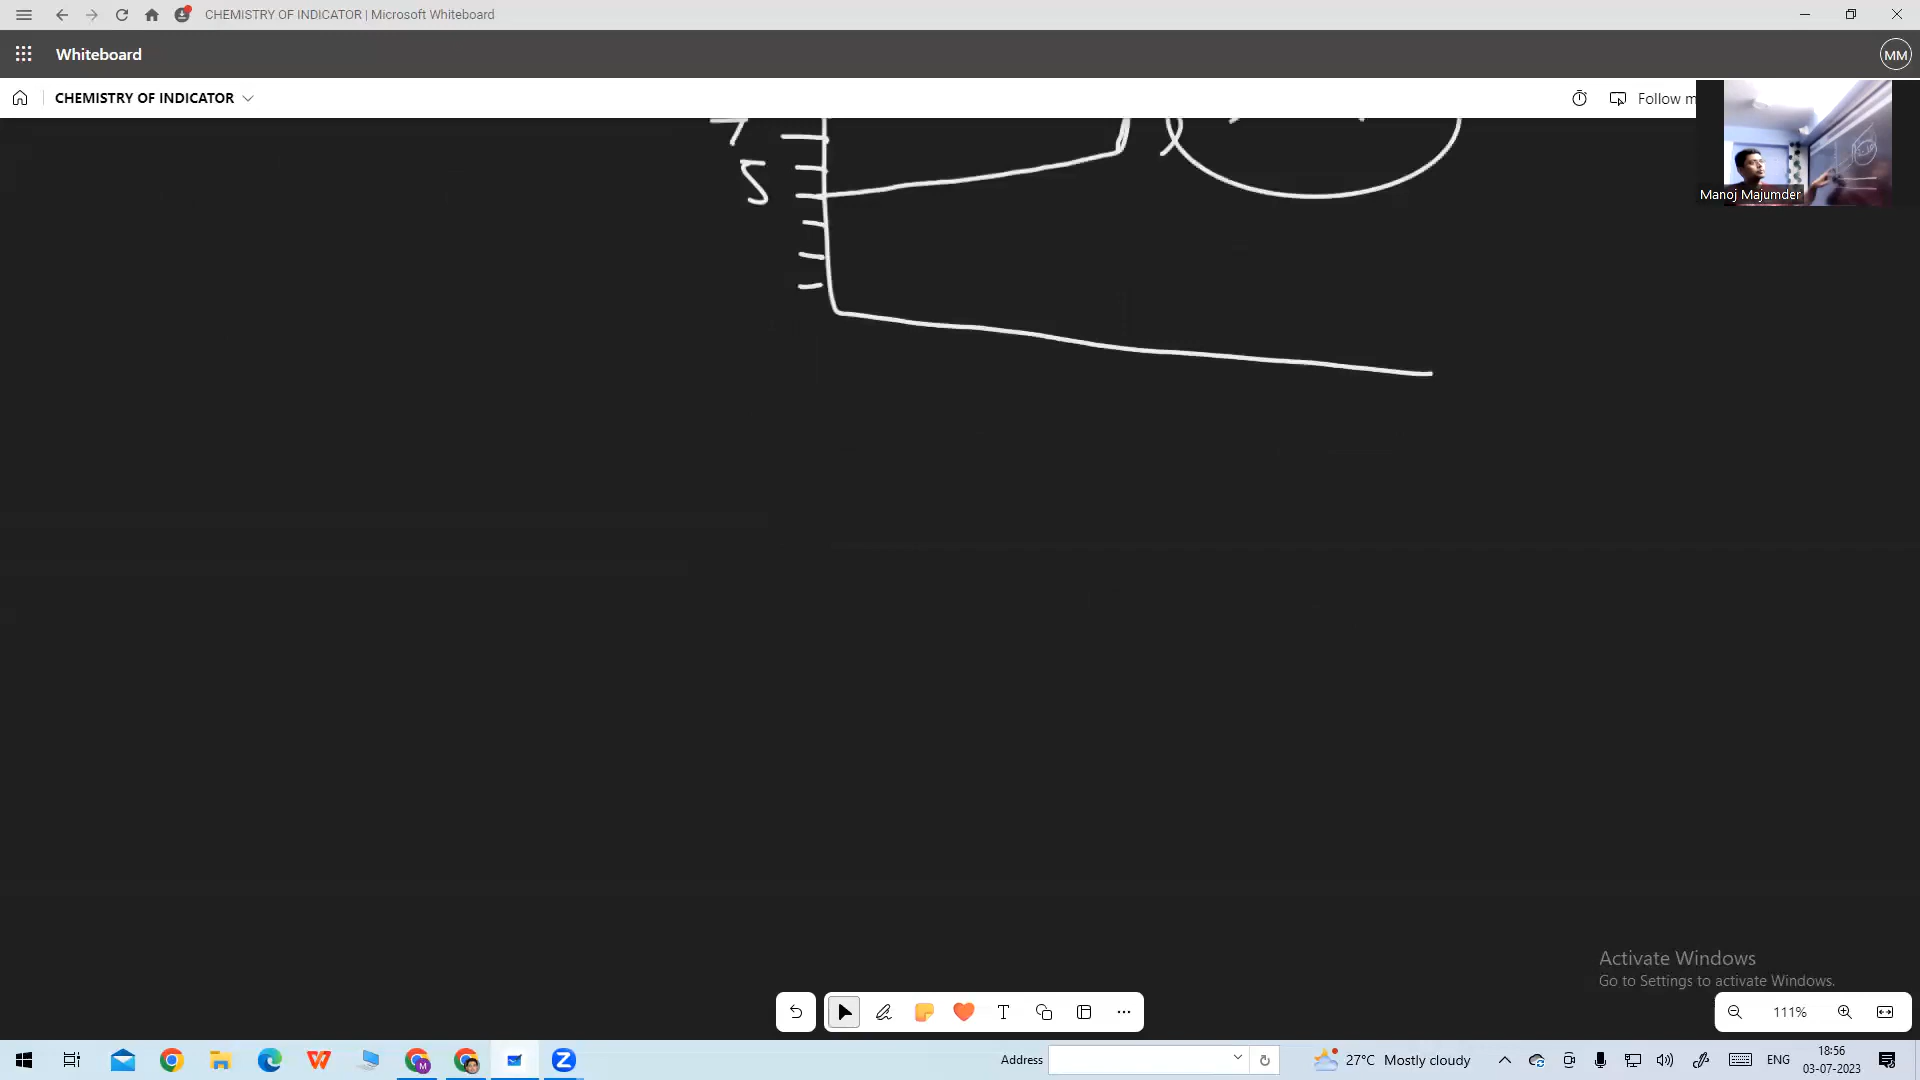 CHEMISTRY OF INDICATOR | Microsoft Whiteboard
Whiteboard
MM
CHEMISTRY OF INDICATOR
Follow m
Manoj Majumder
5
Activate Windows
Go to Settings to activate Windows.
111%
Address
27°C Mostly cloudy
ENG
18:56
03-07-2023